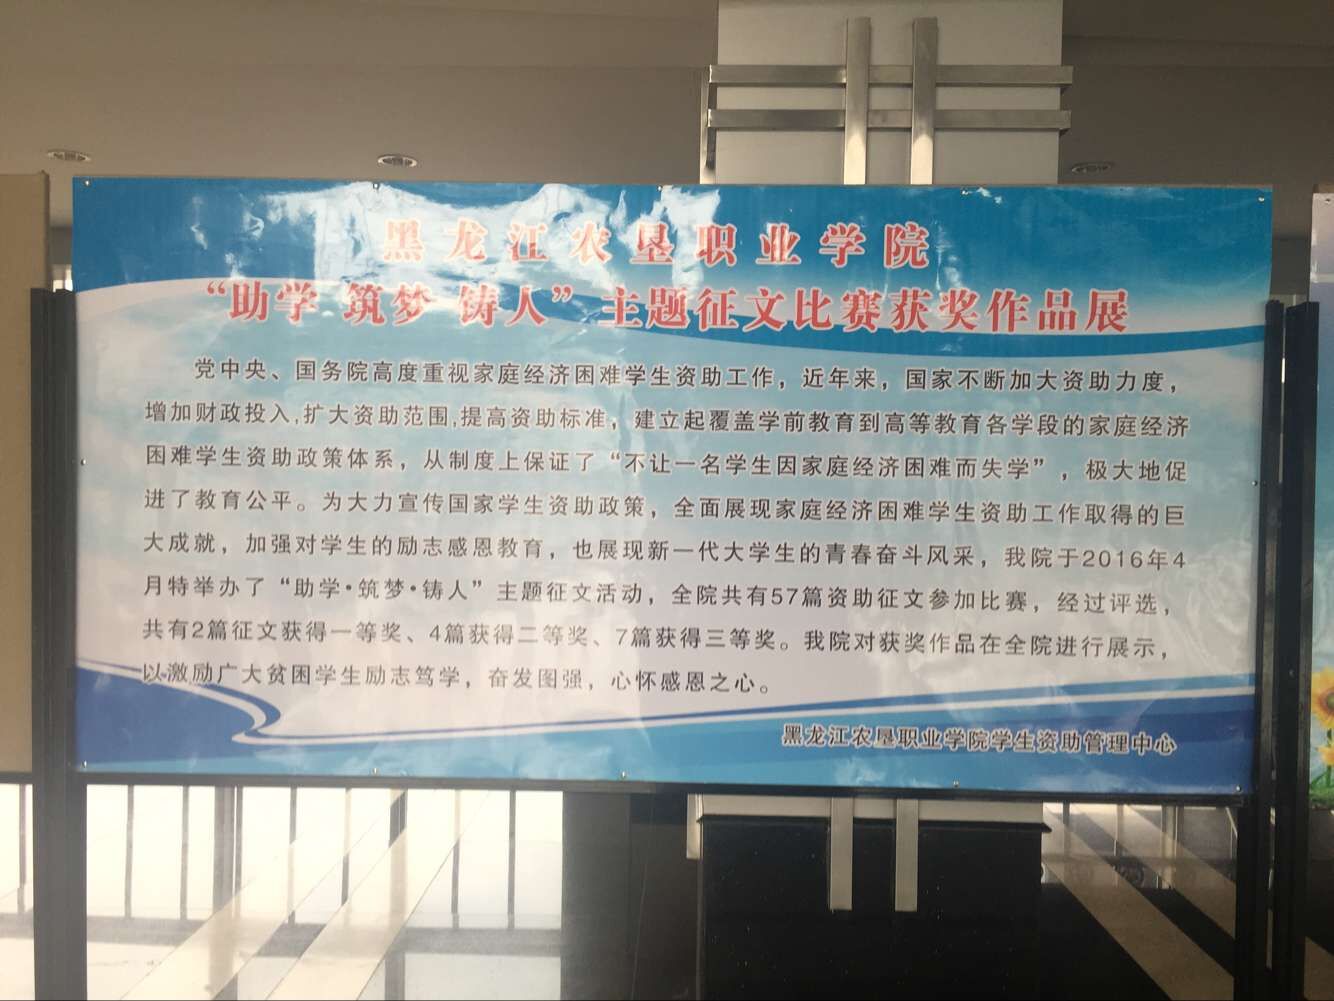 黑龙江农垦职业学院
“助学 筑梦 铸人”主题征文比赛获奖作品展
党中央、国务院高度重视家庭经济困难学生资助工作，近年来，国家不断加大资助力度，
增加财政投入,扩大资助范围,提高资助标准，建立起覆盖学前教育到高等教育各学段的家庭经济
困难学生资助政策体系，从制度上保证了“不让一名学生因家庭经济困难而失学”，极大地促
进了教育公平。为大力宣传国家学生资助政策，全面展现家庭经济困难学生资助工作取得的巨
大成就，加强对学生的励志感恩教育，也展现新一代大学生的青春奋斗风采，我院于2016年4
月特举办了“助学·筑梦·铸人”主题征文活动，全院共有57篇资助征文参加比赛，经过评选，
共有2篇征文获得一等奖、4篇获得二等奖、7篇获得三等奖。我院对获奖作品在全院进行展示，
以激励广大贫困学生励志笃学，奋发图强，心怀感恩之心。
黑龙江农垦职业学院学生资助管理中心